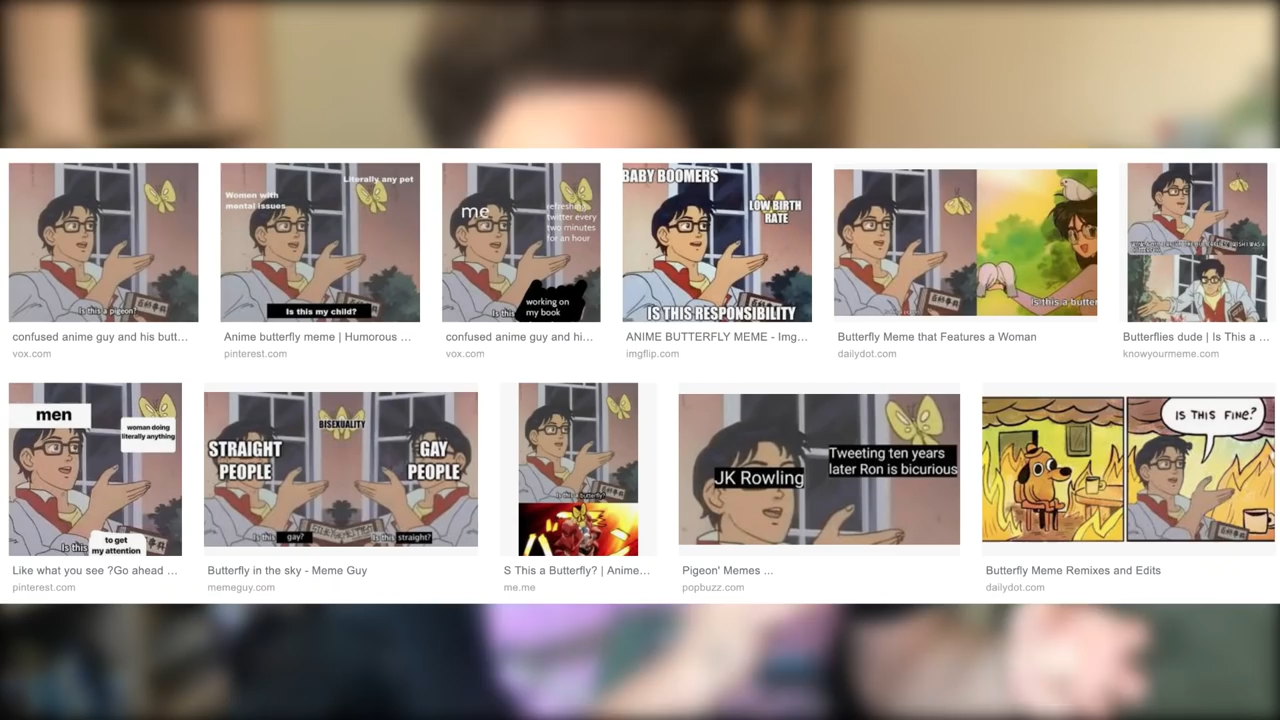 Is this a pigeon?
confused anime guy and his butt...
vox.com
Literally any pet
Women with
mental issues
Is this my child?
Anime butterfly meme | Humorous ...
pinterest.com
me
refreshing
twitter every
two minutes
for an hour
working on
my book
Is this
confused anime guy and hi...
vox.com
BABY BOOMERS
LOW BIRTH
RATE
IS THIS RESPONSIBILITY
ANIME BUTTERFLY MEME - Img...
imgflip.com
Is this a butter
Butterfly Meme that Features a Woman
dailydot.com
Butterflies dude | Is This a ...
knowyourmeme.com
men
woman doing
literally anything
Is this
to get
my attention
Like what you see ?Go ahead ...
pinterest.com
BISEXUALITY
STRAIGHT
PEOPLE
GAY
PEOPLE
Is this gay?
Is this straight?
Butterfly in the sky - Meme Guy
memeguy.com
Is this a butterfly?
S This a Butterfly? | Anime...
me.me
JK Rowling
Tweeting ten years
later Ron is bicurious
Pigeon' Memes ...
popbuzz.com
IS THIS FINE?
Butterfly Meme Remixes and Edits
dailydot.com